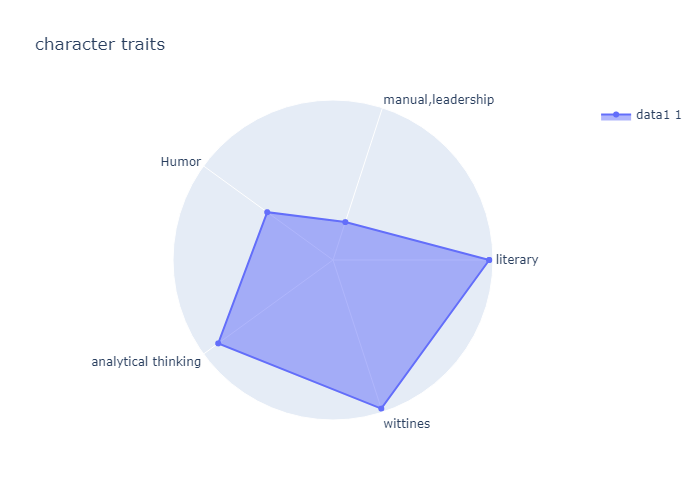 character traits
manual,leadership
data1 1
Humor
literary
analytical thinking
wittines